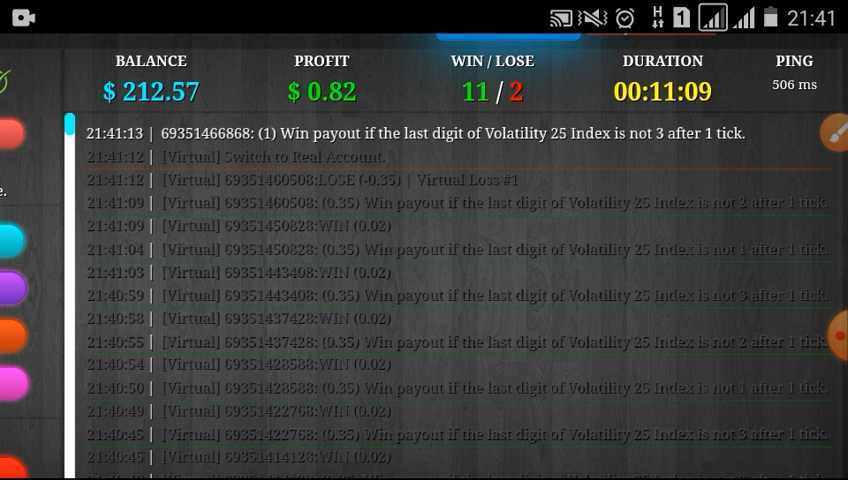 H 1 21:41
BALANCE PROFIT WIN / LOSE DURATION PING
$ 212.57 $ 0.82 11 / 2 00:11:09 506 ms
21:41:13 | 69351466868: (1) Win payout if the last digit of Volatility 25 Index is not 3 after 1 tick.
21:41:12 | [Virtual] Switch to Real Account.
e.
21:41:12 | [Virtual] 69351460508:LOSE (-0.35) | Virtual Loss #1
21:41:09 | [Virtual] 69351460508: (0.35) Win payout if the last digit of Volatility 25 Index is not 2 after 1 tick.
21:41:09 | [Virtual] 69351450828:WIN (0.02)
21:41:04 | [Virtual] 69351450828: (0.35) Win payout if the last digit of Volatility 25 Index is not 1 after 1 tick.
21:41:03 | [Virtual] 69351443408:WIN (0.02)
21:40:59 | [Virtual] 69351443408: (0.35) Win payout if the last digit of Volatility 25 Index is not 3 after 1 tick.
21:40:58 | [Virtual] 69351437428:WIN (0.02)
21:40:55 | [Virtual] 69351437428: (0.35) Win payout if the last digit of Volatility 25 Index is not 2 after 1 tick.
21:40:54 | [Virtual] 69351428588:WIN (0.02)
21:40:50 | [Virtual] 69351428588: (0.35) Win payout if the last digit of Volatility 25 Index is not 1 after 1 tick.
21:40:49 | [Virtual] 69351422768:WIN (0.02)
21:40:45 | [Virtual] 69351422768: (0.35) Win payout if the last digit of Volatility 25 Index is not 3 after 1 tick.
21:40:45 | [Virtual] 69351414128:WIN (0.02)